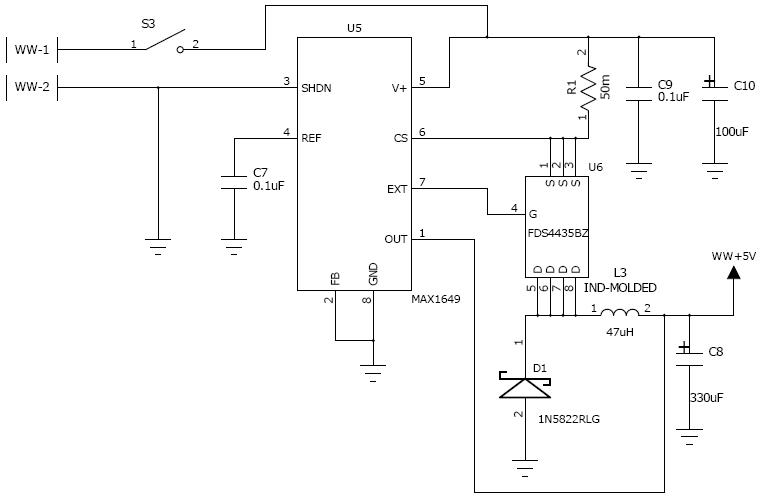 S3
U5
WW-1
1
2
WW-2
3
SHDN
V+
5
2
R1
50m
1
C9
0.1uF
C10
100uF
4
REF
CS
6
C7
0.1uF
1
2
3
U6
S
S
S
EXT
7
4
G
FDS4435BZ
OUT
1
D
D
D
D
5
6
7
8
FB
GND
2
8
MAX1649
L3
IND-MOLDED
1
2
47uH
WW+5V
C8
330uF
1
D1
2
1N5822RLG